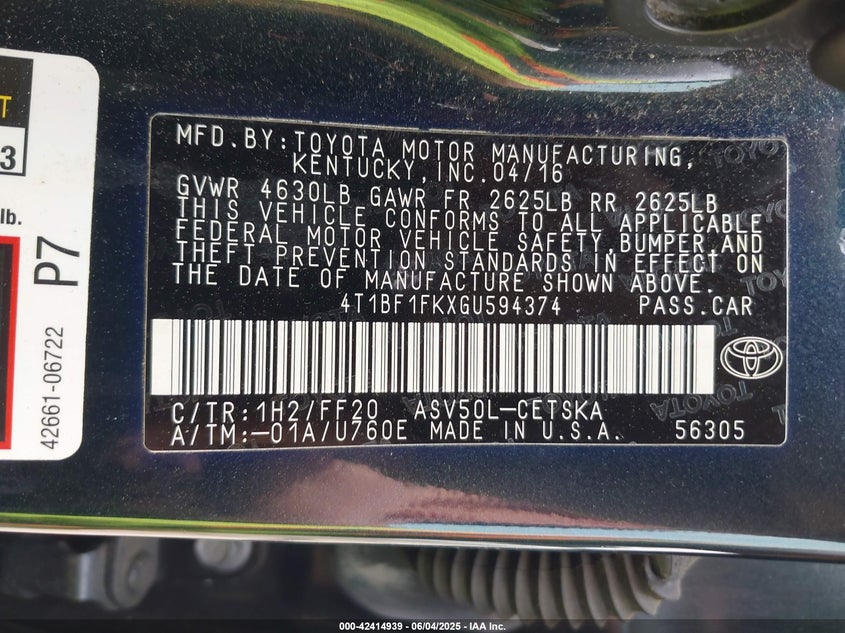 T
3
lb.
P7
42661-06722
MFD.BY:TOYOTA MOTOR MANUFACTURING,
KENTUCKY,INC.04/16
GVWR 4630LB GAWR FR 2625LB RR 2625LB
THIS VEHICLE CONFORMS TO ALL APPLICABLE
FEDERAL MOTOR VEHICLE SAFETY,BUMPER,AND
THEFT PREVENTION STANDARDS IN EFFECT ON
THE DATE OF MANUFACTURE SHOWN ABOVE.
4T1BF1FKXGU594374 PASS.CAR
C/TR:1H2/FF20 ASV50L-CETSKA
A/TM:-01A/U760E MADE IN U.S.A. 56305
000-42414939 - 06/04/2025 - IAA Inc.